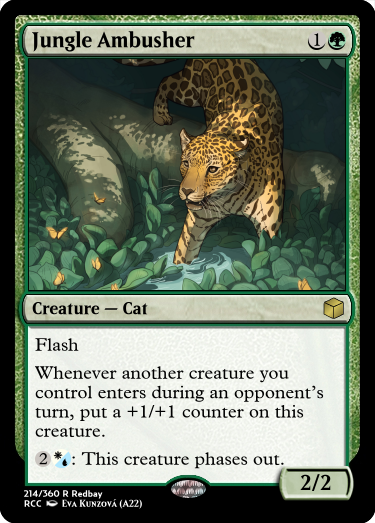 Jungle Ambusher 1
Creature — Cat
Flash
Whenever another creature you
control enters during an opponent's
turn, put a +1/+1 counter on this
creature.
2 : This creature phases out.
2/2
214/360 R Redbay
RCC Eva Kunzová (A22)